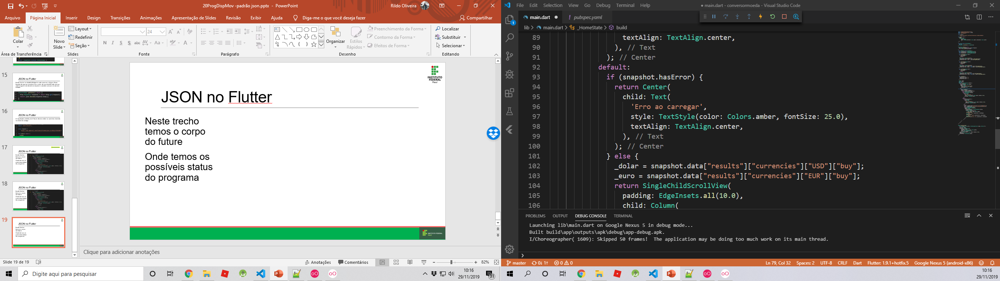 20ProgDispMov -padrão json.pptx - PowerPoint
Rildo Oliveira
Arquivo Página Inicial Inserir Design Transições Animações Apresentação de Slides Revisão Exibir Ajuda Diga-me o que você deseja fazer Compartilhar
Colar
Novo Slide
Layout
Redefinir
Seção
24
N I S S abc AV Aa A
Organizar
Estilos Rápidos
Preenchimento da Forma
Contorno da Forma
Efeitos de Forma
Localizar
Substituir
Selecionar
Área de Transferência Slides Fonte Parágrafo Desenho Editando
15
JSON no Flutter
16
JSON no Flutter
17
JSON no Flutter
18
JSON no Flutter
19
JSON no Flutter
INSTITUTO
FEDERAL
Piauí
JSON no Flutter
Neste trecho
temos o corpo
do future
Onde temos os
possíveis status
do programa
INSTITUTO FEDERAL
Clique para adicionar anotações
Slide 19 de 19
Anotações Comentários 82%
Digite aqui para pesquisar
10:16
29/11/2019
31
File Edit Selection View Go Debug Terminal Help
● main.dart - conversormoeda - Visual Studio Code
main.dart ● ! pubspec.yaml
lib > main.dart > _HomeState > build
1
89 textAlign: TextAlign.center,
90 ), // Text
91 ); // Center
92 default:
93 if (snapshot.hasError) {
94 return Center(
95 child: Text(
96 'Erro ao carregar',
97 style: TextStyle(color: Colors.amber, fontSize: 25.0),
98 textAlign: TextAlign.center,
99 ), // Text
100 ); // Center
101 } else {
102 _dolar = snapshot.data["results"]["currencies"]["USD"]["buy"];
103 _euro = snapshot.data["results"]["currencies"]["EUR"]["buy"];
104 return SingleChildScrollView(
105 padding: EdgeInsets.all(10.0),
106 child: Column(
PROBLEMS OUTPUT DEBUG CONSOLE TERMINAL
Launching lib\main.dart on Google Nexus 5 in debug mode...
Built build\app\outputs\apk\debug\app-debug.apk.
I/Choreographer( 1609): Skipped 50 frames! The application may be doing too much work on its main thread.
master 0↓ 1↑ 0 0
Ln 79, Col 32 Spaces: 2 UTF-8 CRLF Dart Flutter: 1.9.1+hotfix.5 Google Nexus 5 (android-x86)
10:16
29/11/2019